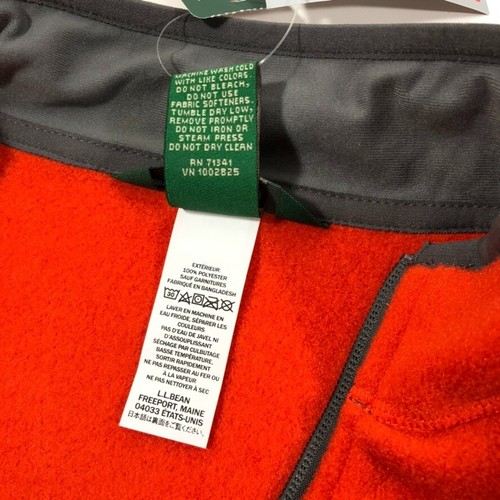 MACHINE WASH COLD
WITH LIKE COLORS.
DO NOT BLEACH,
DO NOT USE
FABRIC SOFTENERS.
TUMBLE DRY LOW,
REMOVE PROMPTLY
DO NOT IRON OR
STEAM PRESS
DO NOT DRY CLEAN
RN 71341
VN 1002825
EXTÉRIEUR:
100% POLYESTER
SAUF GARNITURES
FABRIQUÉ EN BANGLADESH
30
LAVER EN MACHINE EN
EAU FROIDE, SÉPARER LES
COULEURS
PAS D'EAU DE JAVEL NI
D'ASSOUPLISSANT
SÉCHAGE PAR CULBUTAGE
BASSE TEMPÉRATURE,
SORTIR RAPIDEMENT
NE PAS REPASSER AU FER OU
À LA VAPEUR
NE PAS NETTOYER À SEC
L.L.BEAN
FREEPORT, MAINE
04033 ÉTATS-UNIS
日本語は裏面をご覧ください